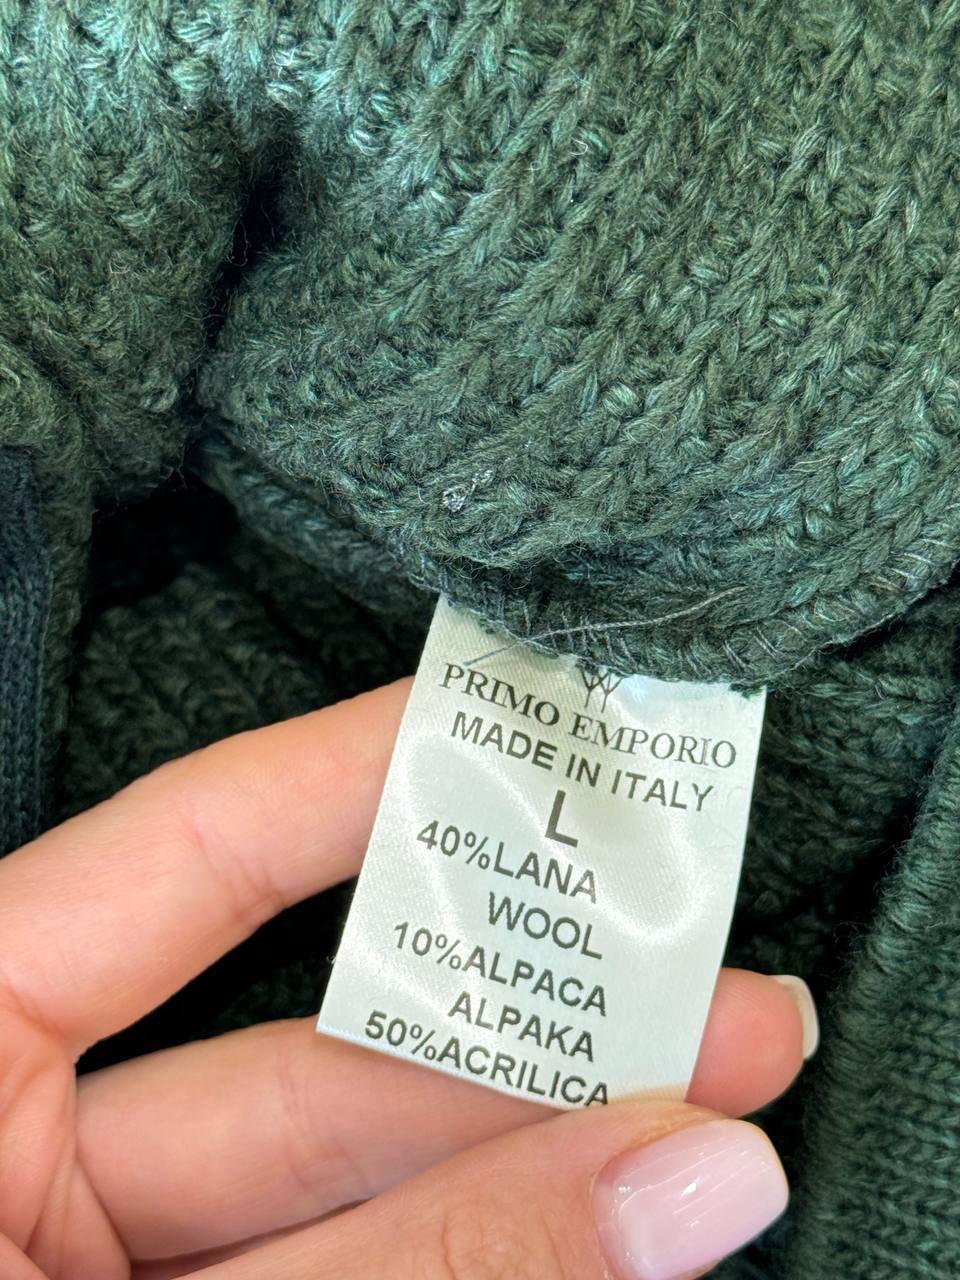 PRIMO EMPORIO
MADE IN ITALY
L
40%LANA
WOOL
10%ALPACA
ALPAKA
50%ACRILICA